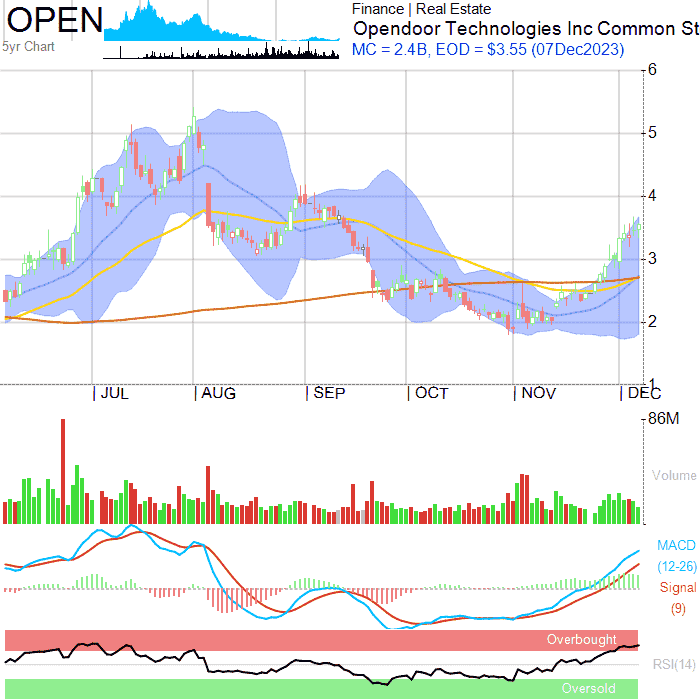 OPEN
5yr Chart
Finance | Real Estate
Opendoor Technologies Inc Common St
MC = 2.4B, EOD = $3.55 (07Dec2023)
6
5
4
3
2
1
| JUL | AUG | SEP | OCT | NOV | DEC
86M
Volume
MACD
(12-26)
Signal
(9)
Overbought
RSI(14)
Oversold